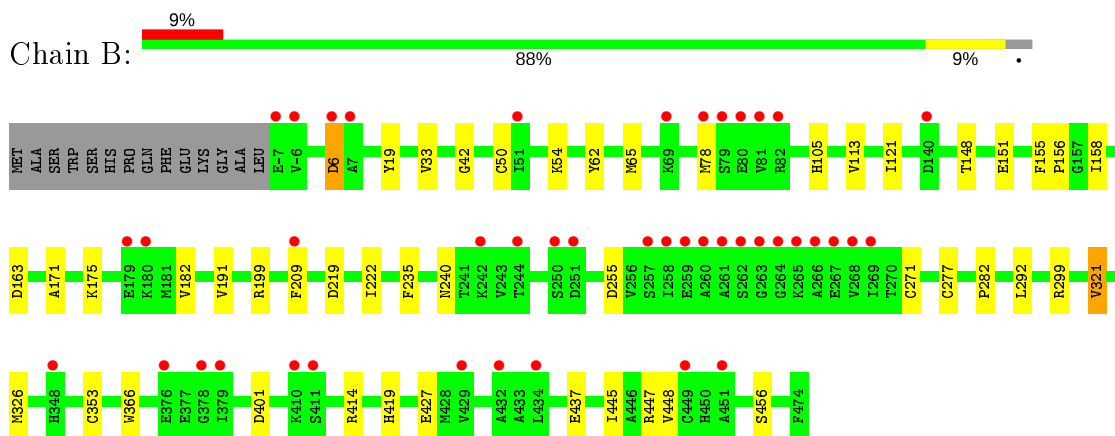 9%
Chain B:
88%
9%
•
MET ALA SER TRP SER HIS PRO GLN PHE GLU LYS GLY ALA LEU E-7 V-6 D6 A7 Y19 V33 G42 C50 I51 K54 Y62 M65 K69 M78 S79 E80 V81 R82 H105 V113 I121 D140 T148 E151 F155 P156 G157 I158
D163 A171 K175 E179 K180 M181 V182 V191 R199 F209 D219 I222 F235 N240 T241 K242 V243 T244 S250 D251 D255 V256 S257 I258 E259 A260 A261 S262 G263 G264 K265 A266 E267 V268 I269 T270 C271 C277 P282 L292 R299 V321
M326 H348 C353 W366 E376 E377 G378 I379 D401 K410 S411 R414 H419 E427 M428 V429 A432 A433 L434 E437 I445 A446 R447 V448 C449 H450 A451 S456 F474